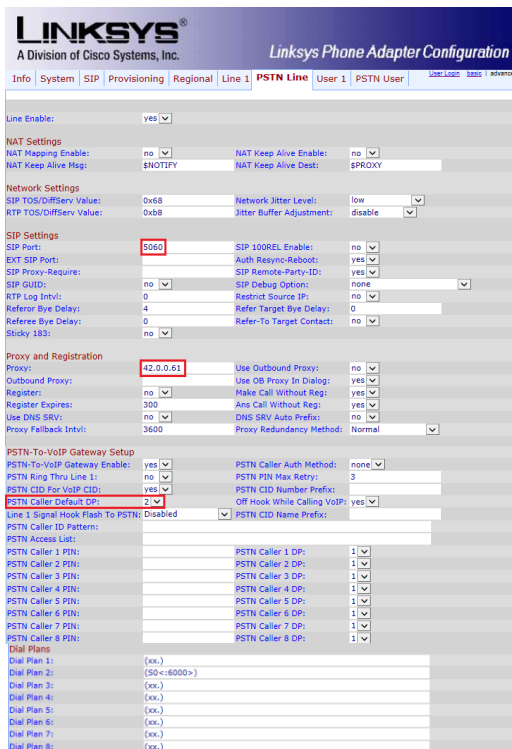 LINKSYS®
A Division of Cisco Systems, Inc.
Linksys Phone Adapter Configuration
Info System SIP Provisioning Regional Line 1 PSTN Line User 1 PSTN User User Login basic | advanc
Line Enable: yes
NAT Settings
NAT Mapping Enable: no NAT Keep Alive Enable: no
NAT Keep Alive Msg: $NOTIFY NAT Keep Alive Dest: $PROXY
Network Settings
SIP TOS/DiffServ Value: 0x68 Network Jitter Level: low
RTP TOS/DiffServ Value: 0xb8 Jitter Buffer Adjustment: disable
SIP Settings
SIP Port: 5060 SIP 100REL Enable: no
EXT SIP Port: Auth Resync-Reboot: yes
SIP Proxy-Require: SIP Remote-Party-ID: yes
SIP GUID: no SIP Debug Option: none
RTP Log Intvl: 0 Restrict Source IP: no
Referor Bye Delay: 4 Refer Target Bye Delay: 0
Referee Bye Delay: 0 Refer-To Target Contact: no
Sticky 183: no
Proxy and Registration
Proxy: 42.0.0.61 Use Outbound Proxy: no
Outbound Proxy: Use OB Proxy In Dialog: yes
Register: no Make Call Without Reg: yes
Register Expires: 300 Ans Call Without Reg: yes
Use DNS SRV: no DNS SRV Auto Prefix: no
Proxy Fallback Intvl: 3600 Proxy Redundancy Method: Normal
PSTN-To-VoIP Gateway Setup
PSTN-To-VoIP Gateway Enable: yes PSTN Caller Auth Method: none
PSTN Ring Thru Line 1: no PSTN PIN Max Retry: 3
PSTN CID For VoIP CID: yes PSTN CID Number Prefix:
PSTN Caller Default DP: 2 Off Hook While Calling VoIP: yes
Line 1 Signal Hook Flash To PSTN: Disabled PSTN CID Name Prefix:
PSTN Caller ID Pattern:
PSTN Access List:
PSTN Caller 1 PIN: PSTN Caller 1 DP: 1
PSTN Caller 2 PIN: PSTN Caller 2 DP: 1
PSTN Caller 3 PIN: PSTN Caller 3 DP: 1
PSTN Caller 4 PIN: PSTN Caller 4 DP: 1
PSTN Caller 5 PIN: PSTN Caller 5 DP: 1
PSTN Caller 6 PIN: PSTN Caller 6 DP: 1
PSTN Caller 7 PIN: PSTN Caller 7 DP: 1
PSTN Caller 8 PIN: PSTN Caller 8 DP: 1
Dial Plans
Dial Plan 1: (xx.)
Dial Plan 2: (S0<:6000>)
Dial Plan 3: (xx.)
Dial Plan 4: (xx.)
Dial Plan 5: (xx.)
Dial Plan 6: (xx.)
Dial Plan 7: (xx.)
Dial Plan 8: (xx.)